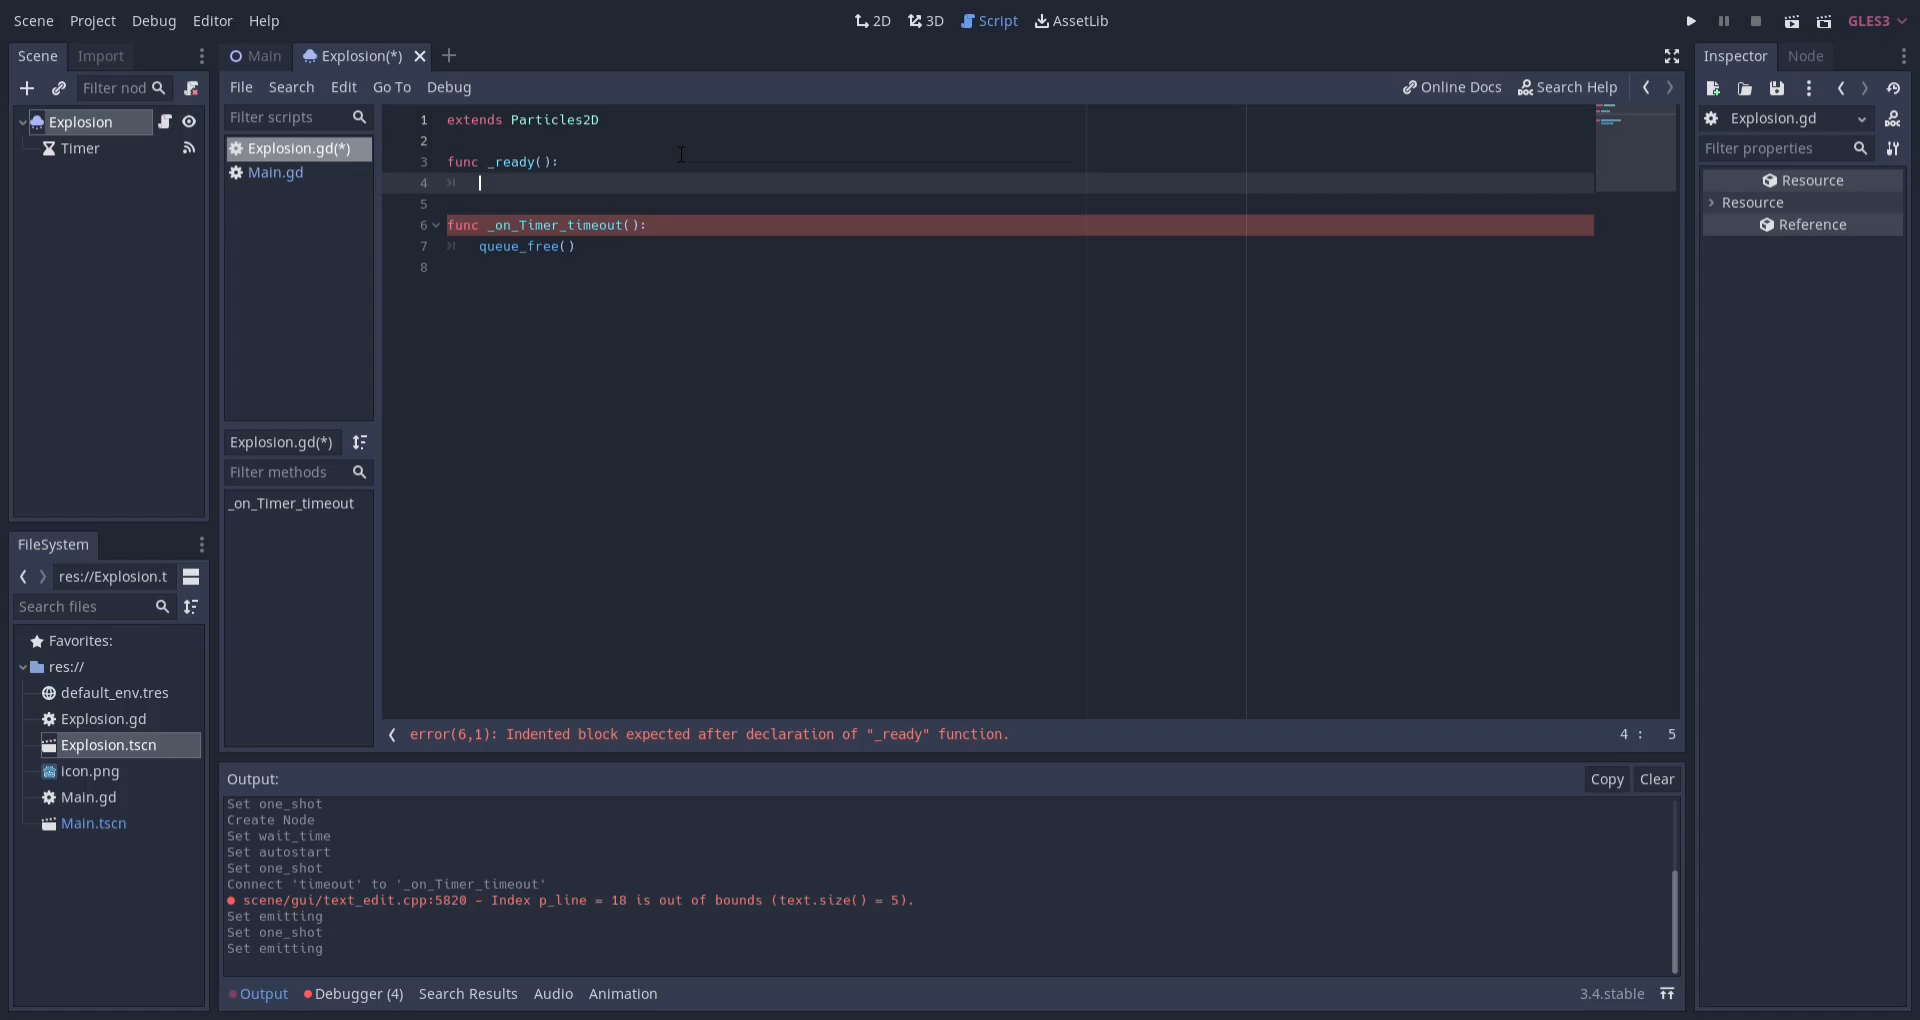 Scene Project Debug Editor Help
2D 3D Script AssetLib
GLES3
Scene Import
Filter nod
Explosion
Timer
FileSystem
res://Explosion.t
Search files
Favorites:
res://
default_env.tres
Explosion.gd
Explosion.tscn
icon.png
Main.gd
Main.tscn
Main Explosion(*)
File Search Edit Go To Debug
Online Docs Search Help
Filter scripts
Explosion.gd(*)
Main.gd
Explosion.gd(*)
Filter methods
_on_Timer_timeout
1 extends Particles2D
2
3 func _ready():
4
5
6 func _on_Timer_timeout():
7 queue_free()
8
error(6,1): Indented block expected after declaration of "_ready" function.
4 : 5
Output:
Copy Clear
Set one_shot
Create Node
Set wait_time
Set autostart
Set one_shot
Connect 'timeout' to '_on_Timer_timeout'
scene/gui/text_edit.cpp:5820 - Index p_line = 18 is out of bounds (text.size() = 5).
Set emitting
Set one_shot
Set emitting
Output Debugger (4) Search Results Audio Animation
3.4.stable
Inspector Node
Explosion.gd
Filter properties
Resource
Resource
Reference